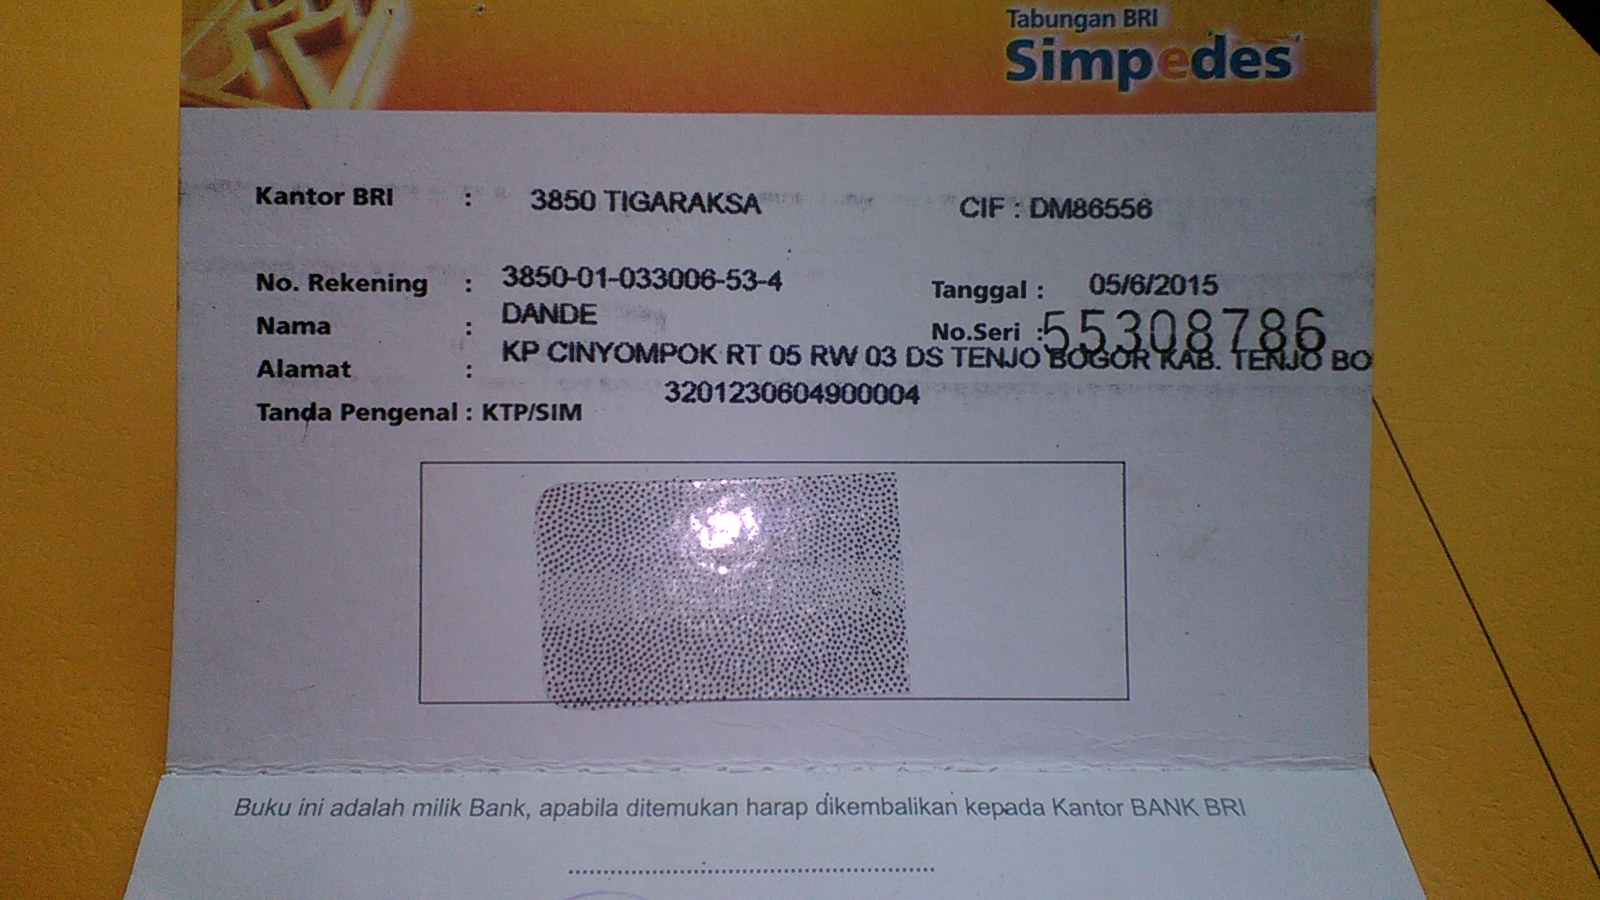 Tabungan BRI
Simpedes
Kantor BRI : 3850 TIGARAKSA CIF : DM86556
No. Rekening : 3850-01-033006-53-4 Tanggal : 05/6/2015
Nama : DANDE No.Seri : 55308786
Alamat : KP CINYOMPOK RT 05 RW 03 DS TENJO BOGOR KAB. TENJO BO
Tanda Pengenal : KTP/SIM 3201230604900004
Buku ini adalah milik Bank, apabila ditemukan harap dikembalikan kepada Kantor BANK BRI